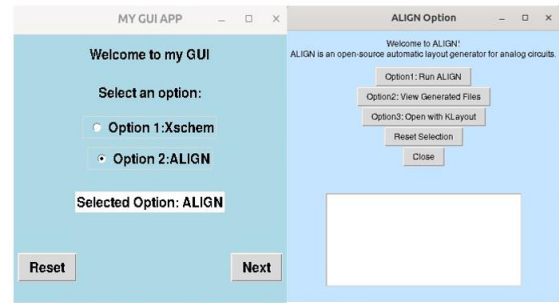 MY GUI APP
Welcome to my GUI
Select an option:
Option 1:Xschem
Option 2:ALIGN
Selected Option: ALIGN
Reset
Next
ALIGN Option
Welcome to ALIGN!
ALIGN is an open-source automatic layout generator for analog circuits.
Option1: Run ALIGN
Option2: View Generated Files
Option3: Open with KLayout
Reset Selection
Close